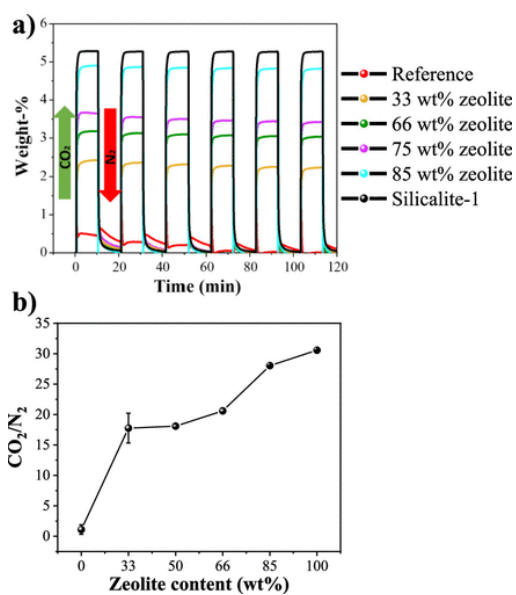 a)
6
5
4
3
2
1
0
Weight-%
CO₂
N₂
0 20 40 60 80 100 120
Time (min)
Reference
33 wt% zeolite
66 wt% zeolite
75 wt% zeolite
85 wt% zeolite
Silicalite-1
b)
35
30
25
20
15
10
5
0
CO₂/N₂
0 33 50 66 85 100
Zeolite content (wt%)